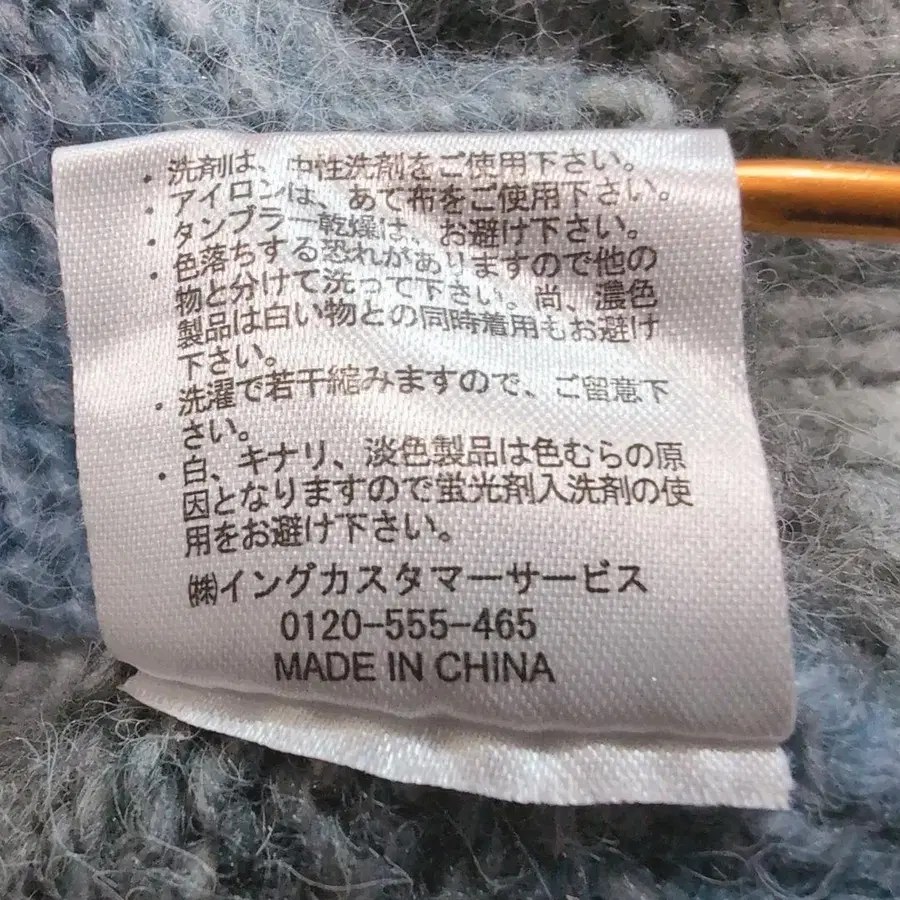 ・洗剤は、中性洗剤をご使用下さい。
・アイロンは、あて布をご使用下さい。
・タンブラー乾燥は、お避け下さい。
・色落ちする恐れがありますので他の
物と分けて洗って下さい。尚、濃色
製品は白い物との同時着用もお避け
下さい。
・洗濯で若干縮みますので、ご留意下
さい。
・白、キナリ、淡色製品は色むらの原
因となりますので蛍光剤入洗剤の使
用をお避け下さい。
㈱イングカスタマーサービス
0120-555-465
MADE IN CHINA